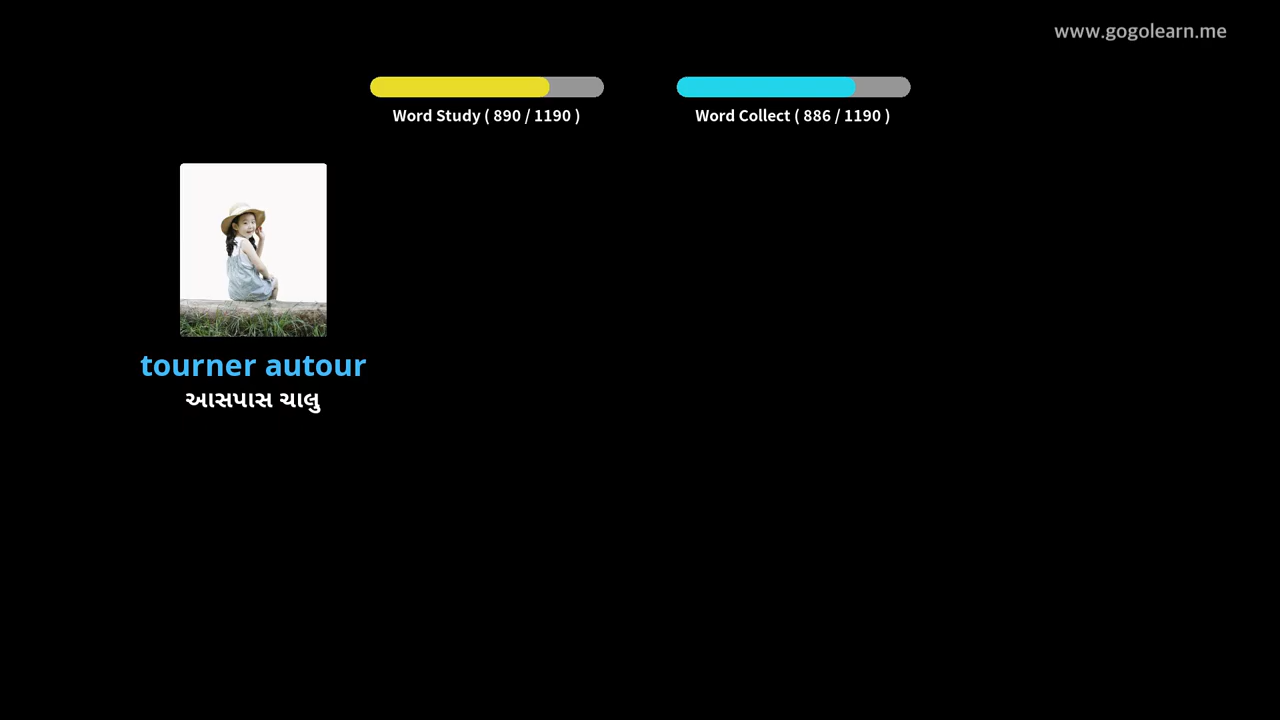 www.gogolearn.me
Word Study ( 890 / 1190 )
Word Collect ( 886 / 1190 )
tourner autour
આસપાસ ચાલુ